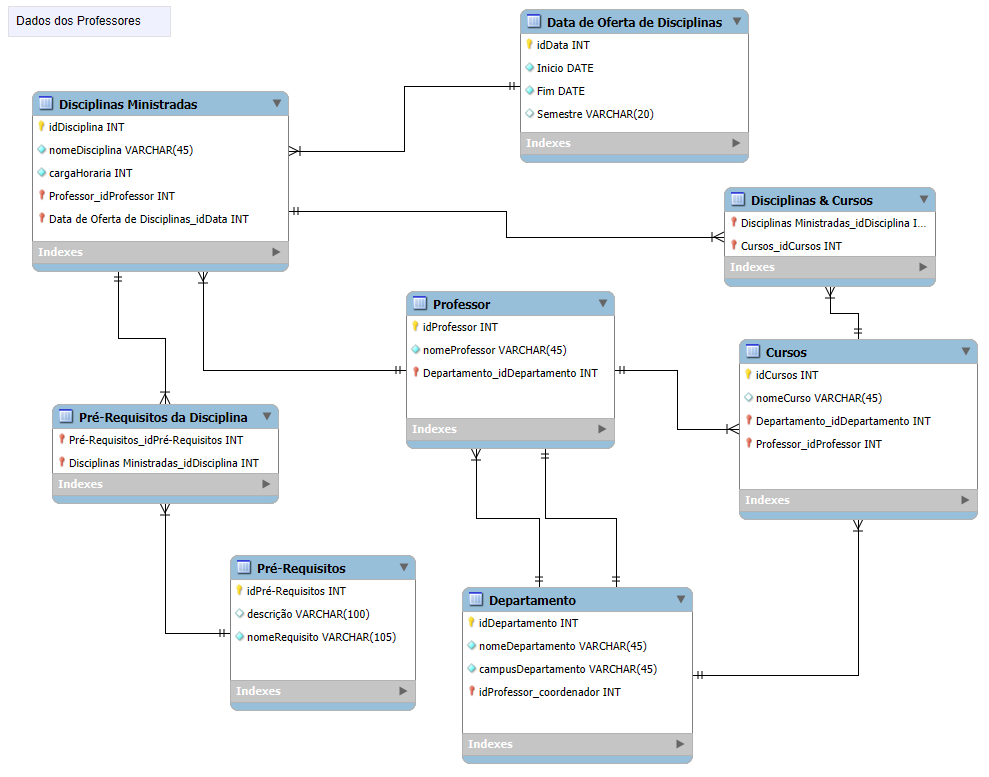 Dados dos Professores
Data de Oferta de Disciplinas
idData INT
Inicio DATE
Fim DATE
Semestre VARCHAR(20)
Indexes
Disciplinas Ministradas
idDisciplina INT
nomeDisciplina VARCHAR(45)
cargaHoraria INT
Professor_idProfessor INT
Data de Oferta de Disciplinas_idData INT
Indexes
Disciplinas & Cursos
Disciplinas Ministradas_idDisciplina I...
Cursos_idCursos INT
Indexes
Professor
idProfessor INT
nomeProfessor VARCHAR(45)
Departamento_idDepartamento INT
Indexes
Cursos
idCursos INT
nomeCurso VARCHAR(45)
Departamento_idDepartamento INT
Professor_idProfessor INT
Indexes
Pré-Requisitos da Disciplina
Pré-Requisitos_idPré-Requisitos INT
Disciplinas Ministradas_idDisciplina INT
Indexes
Pré-Requisitos
idPré-Requisitos INT
descrição VARCHAR(100)
nomeRequisito VARCHAR(105)
Indexes
Departamento
idDepartamento INT
nomeDepartamento VARCHAR(45)
campusDepartamento VARCHAR(45)
idProfessor_coordenador INT
Indexes